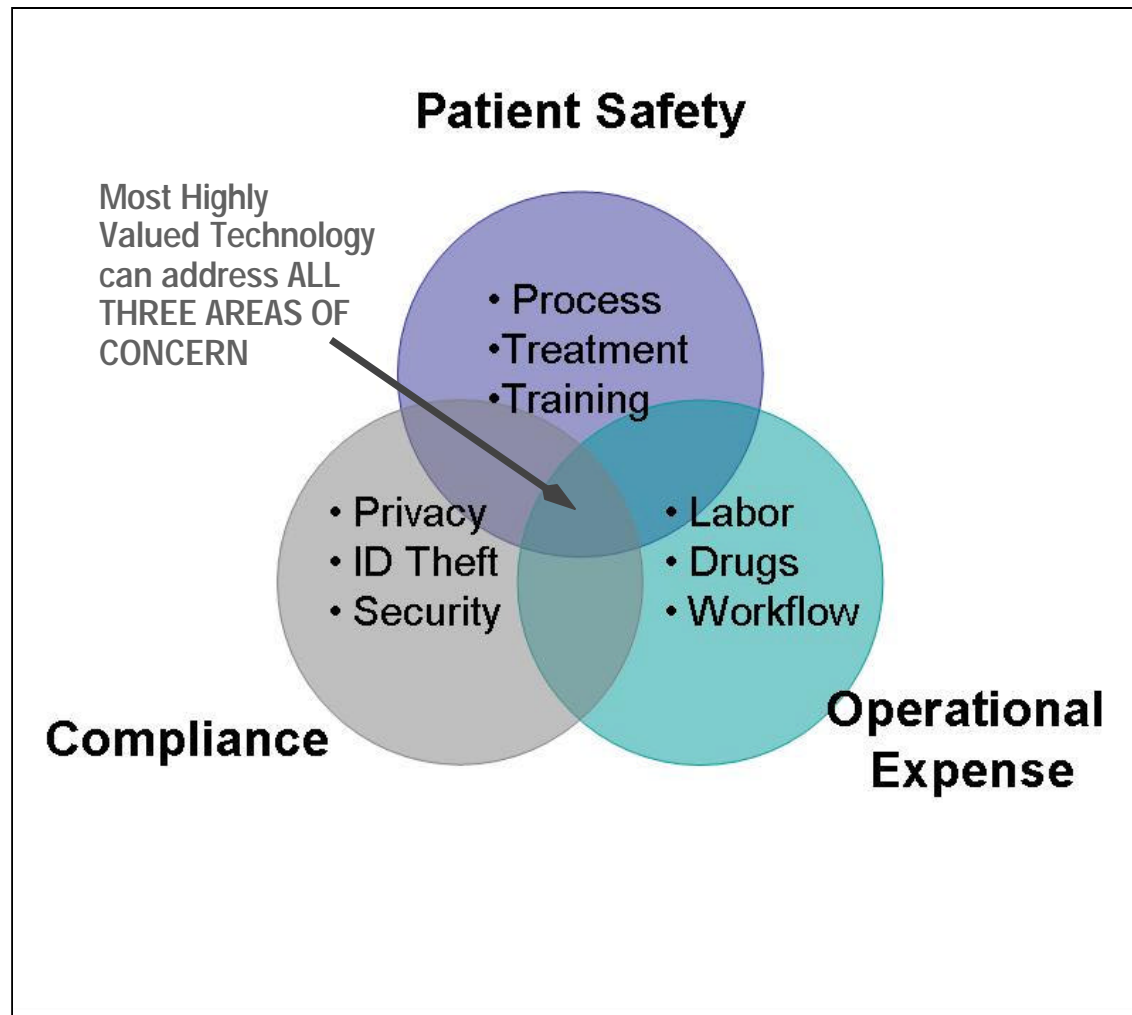 Patient Safety
Most Highly
Valued Technology
can address ALL
THREE AREAS OF
CONCERN
• Process
•Treatment
•Training
• Privacy
• ID Theft
• Security
• Labor
• Drugs
• Workflow
Compliance
Operational
Expense